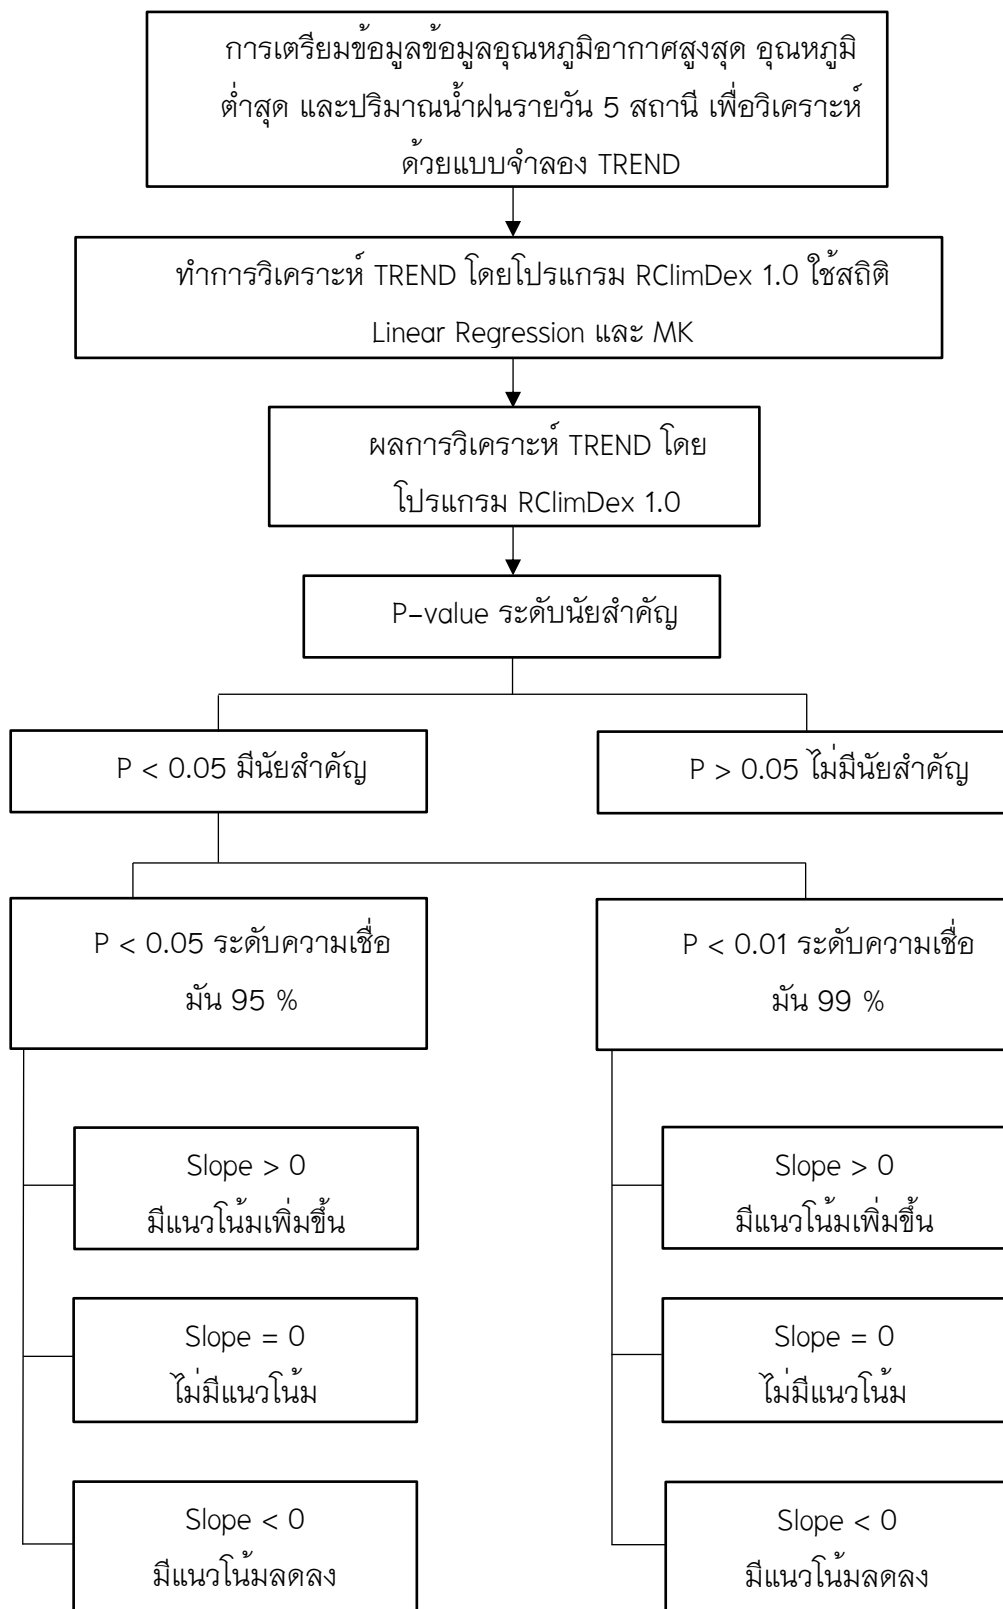 การเตรียมข้อมูลข้อมูลอุณหภูมิอากาศสูงสุด อุณหภูมิ
ต่ำสุด และปริมาณน้ำฝนรายวัน 5 สถานี เพื่อวิเคราะห์
ด้วยแบบจำลอง TREND
ทำการวิเคราะห์ TREND โดยโปรแกรม RClimDex 1.0 ใช้สถิติ
Linear Regression และ MK
ผลการวิเคราะห์ TREND โดย
โปรแกรม RClimDex 1.0
P-value ระดับนัยสำคัญ
P < 0.05 มีนัยสำคัญ
P > 0.05 ไม่มีนัยสำคัญ
P < 0.05 ระดับความเชื่อ
มัน 95 %
P < 0.01 ระดับความเชื่อ
มัน 99 %
Slope > 0
มีแนวโน้มเพิ่มขึ้น
Slope > 0
มีแนวโน้มเพิ่มขึ้น
Slope = 0
ไม่มีแนวโน้ม
Slope = 0
ไม่มีแนวโน้ม
Slope < 0
มีแนวโน้มลดลง
Slope < 0
มีแนวโน้มลดลง